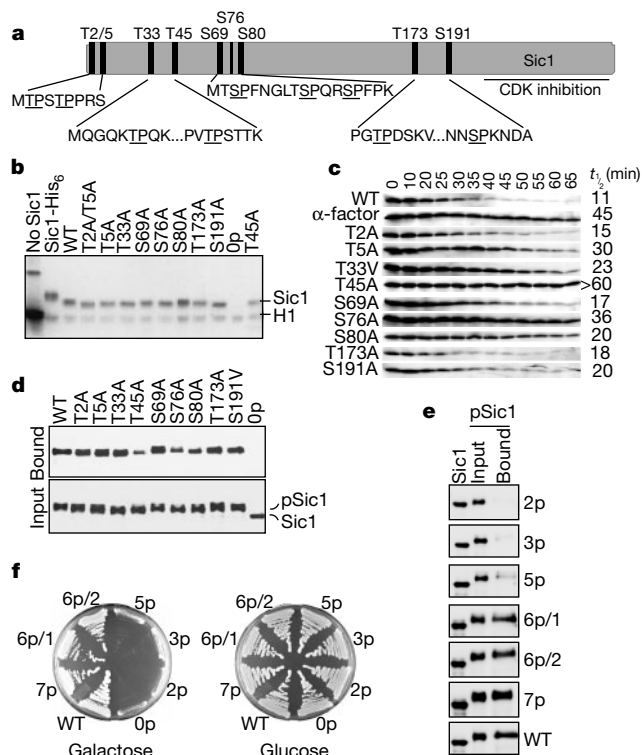 a
T2/5 T33 T45 S69 S76 S80 T173 S191
Sic1
CDK inhibition
MTPSTPPRS
MTSPFNGLTSPQRSPFPK
MQGQKTPQK...PVTPSTTK
PGTPDSKV...NNSPKNDA
b
No Sic1
Sic1-His6
WT
T2A/T5A
T5A
T33A
S69A
S76A
S80A
T173A
S191A
0p
T45A
Sic1
H1
c
0 10 20 25 30 35 40 45 50 55 60 65 t½ (min)
WT 11
α-factor 45
T2A 15
T5A 30
T33V 23
T45A >60
S69A 17
S76A 36
S80A 20
T173A 18
S191A 20
d
WT
T2A
T5A
T33A
T45A
S69A
S76A
S80A
T173A
S191V
0p
Bound
Input
pSic1
Sic1
e
pSic1
Sic1
Input
Bound
2p
3p
5p
6p/1
6p/2
7p
WT
f
6p/2 5p
6p/1 3p
7p 2p
WT 0p
Galactose
6p/2 5p
6p/1 3p
7p 2p
WT 0p
Glucose